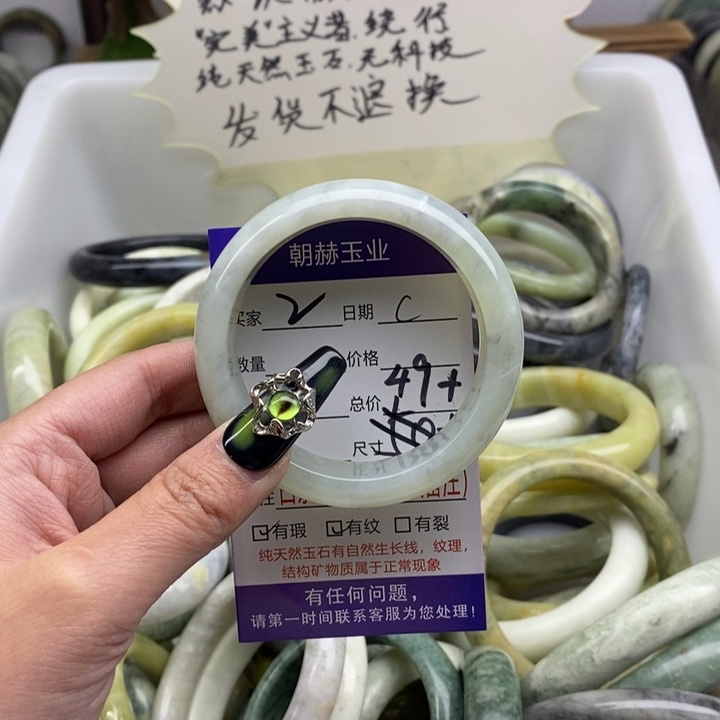 "完美"主义者.绕行
纯天然玉石.无科技
发货不退换
朝赫玉业
买家 2 日期 C
数量 价格
总价 49+
尺寸
☑有瑕 ☑有纹 ☐有裂
纯天然玉石有自然生长线，纹理，
结构矿物质属于正常现象
有任何问题，
请第一时间联系客服为您处理！